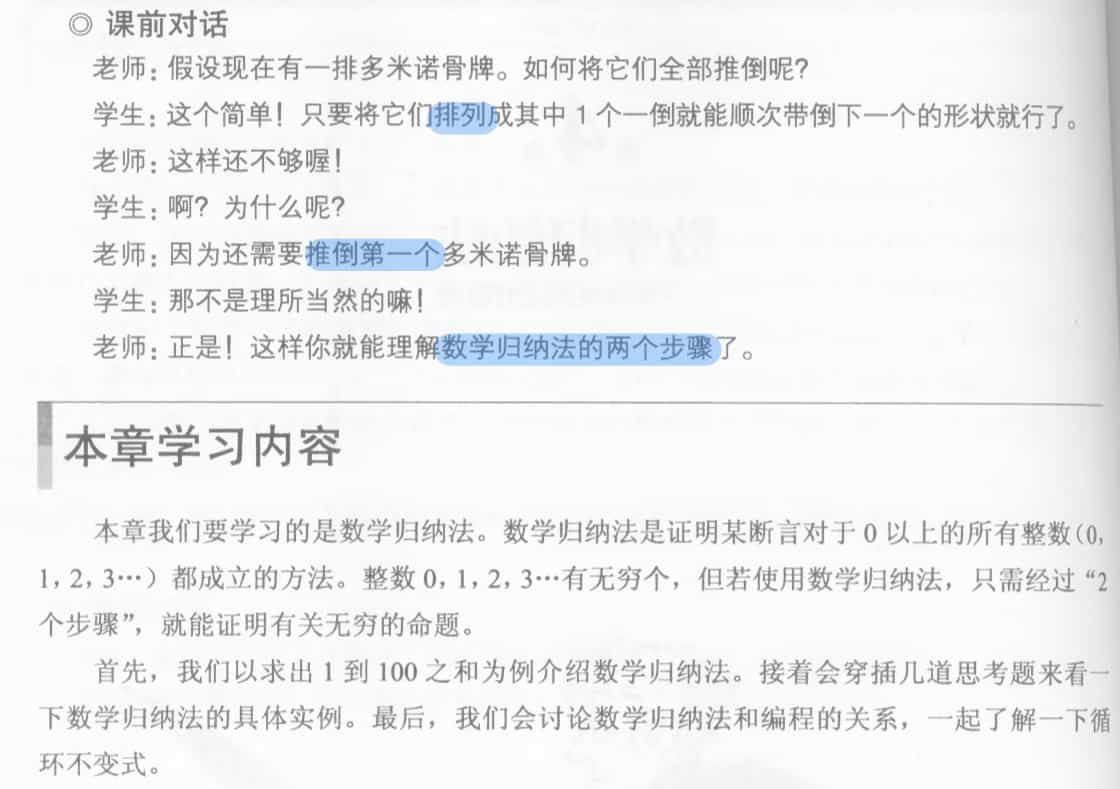 ◎ 课前对话
老师：假设现在有一排多米诺骨牌。如何将它们全部推倒呢？
学生：这个简单！只要将它们排列成其中 1 个一倒就能顺次带倒下一个的形状就行了。
老师：这样还不够喔！
学生：啊？为什么呢？
老师：因为还需要推倒第一个多米诺骨牌。
学生：那不是理所当然的嘛！
老师：正是！这样你就能理解数学归纳法的两个步骤了。
本章学习内容
本章我们要学习的是数学归纳法。数学归纳法是证明某断言对于 0 以上的所有整数（0,
1, 2, 3…）都成立的方法。整数 0, 1, 2, 3…有无穷个，但若使用数学归纳法，只需经过“2
个步骤”，就能证明有关无穷的命题。
首先，我们以求出 1 到 100 之和为例介绍数学归纳法。接着会穿插几道思考题来看一
下数学归纳法的具体实例。最后，我们会讨论数学归纳法和编程的关系，一起了解一下循
环不变式。